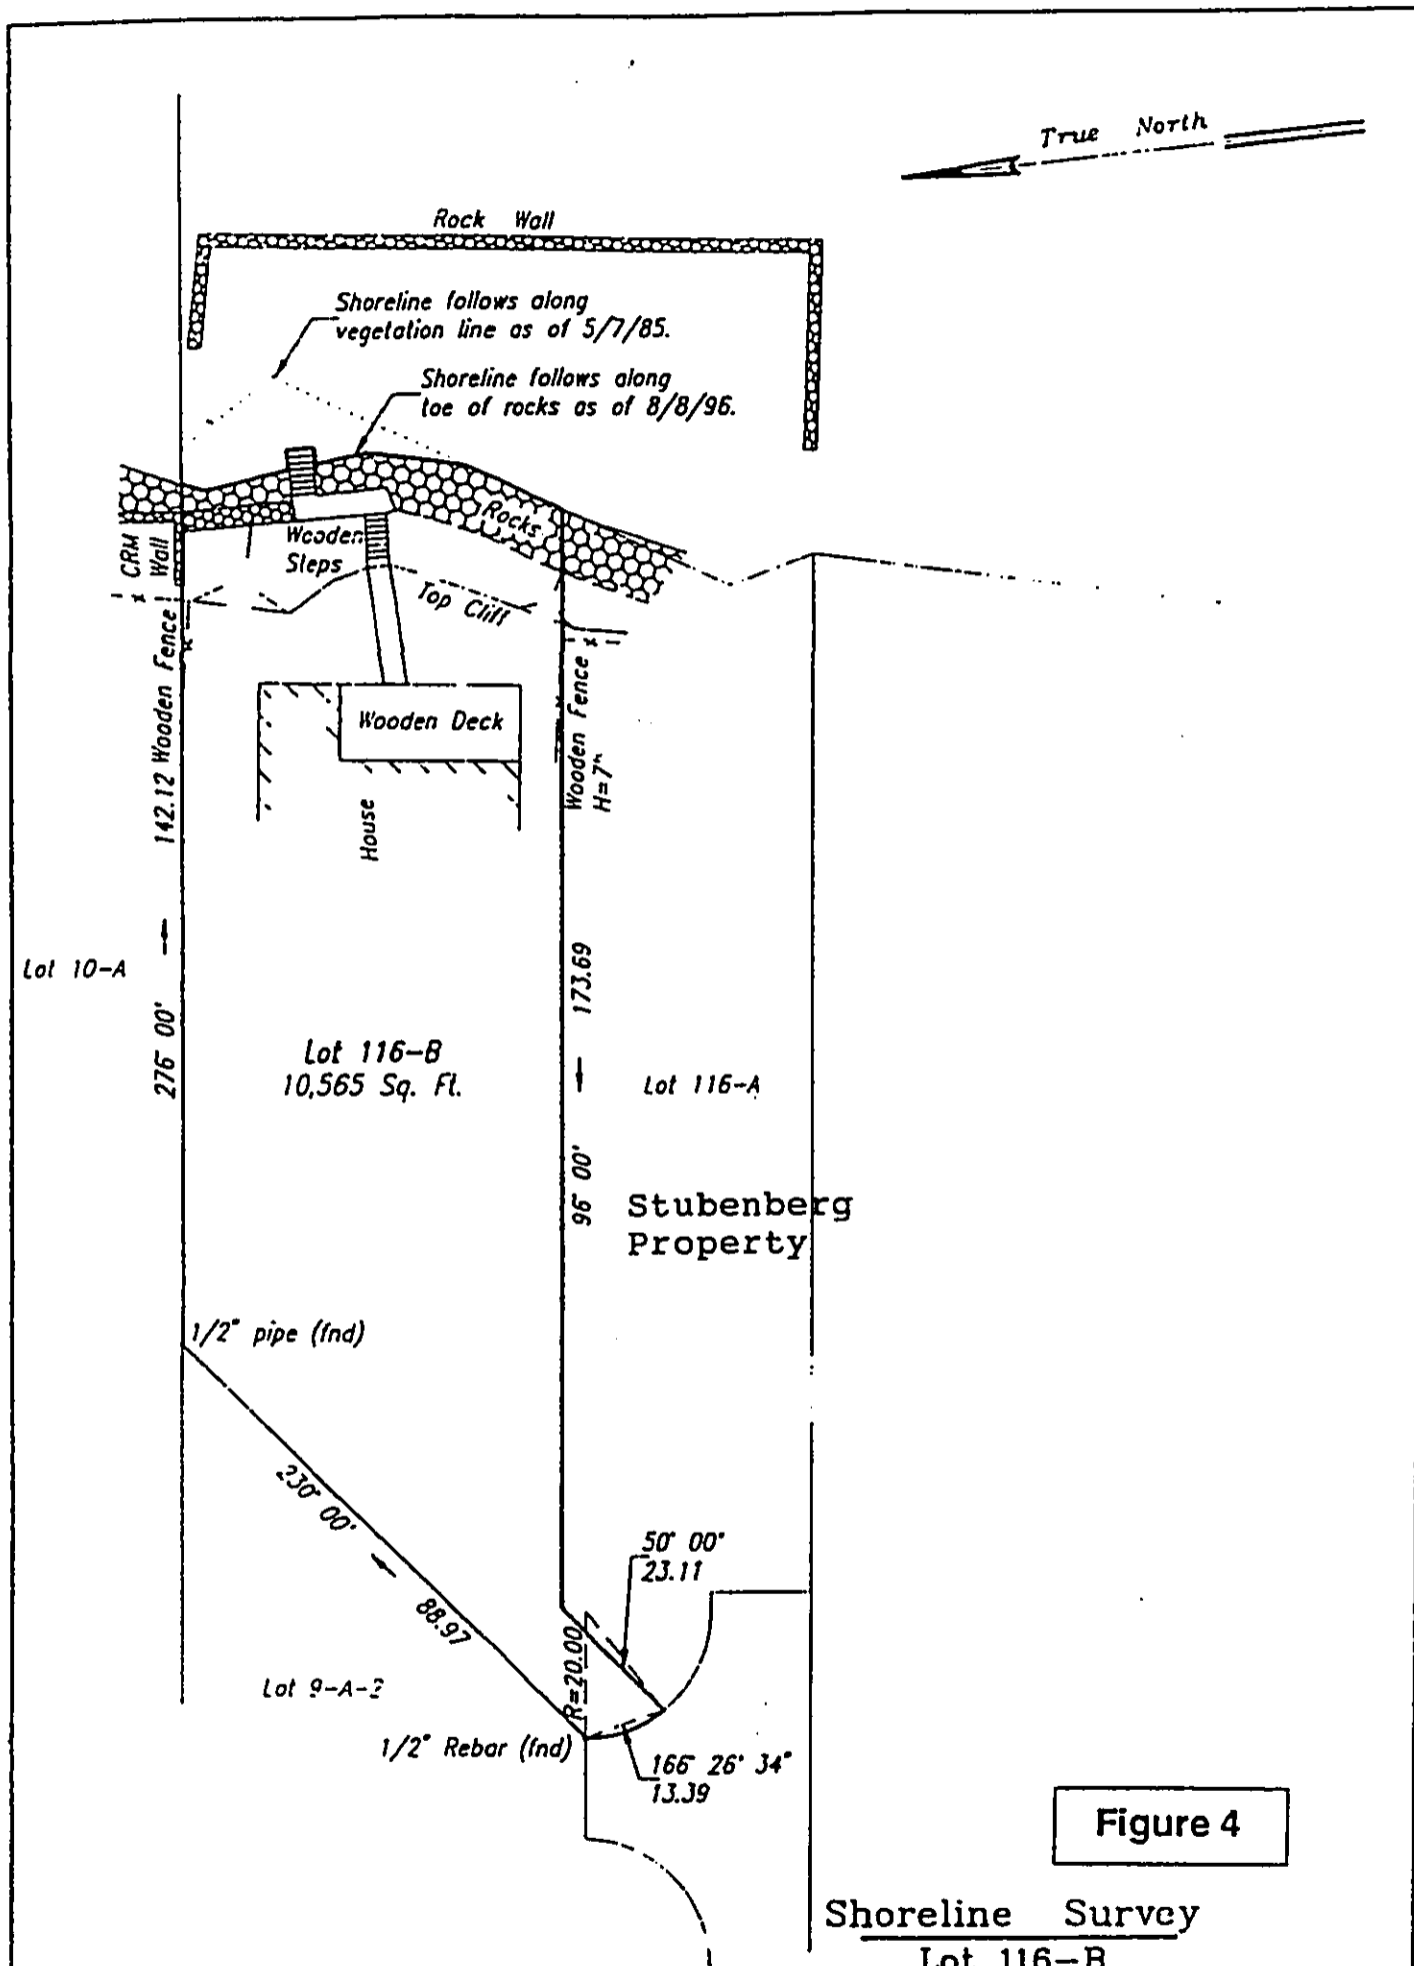 True North
Rock Wall
Shoreline follows along
vegetation line as of 5/7/85.
Shoreline follows along
toe of rocks as of 8/8/96.
Rocks
Wooden
Steps
CRM
Wall
Top Cliff
142.12 Wooden Fence
Wooden Fence
H=7'
Wooden Deck
House
Lot 10-A
276° 00'
173.69
Lot 116-B
10,565 Sq. Ft.
Lot 116-A
96° 00'
Stubenberg
Property
1/2" pipe (fnd)
230° 00'
88.97
50° 00'
23.11
R=20.00
Lot 9-A-2
1/2" Rebar (fnd)
166° 26' 34"
13.39
Figure 4
Shoreline Survey
Lot 116-B